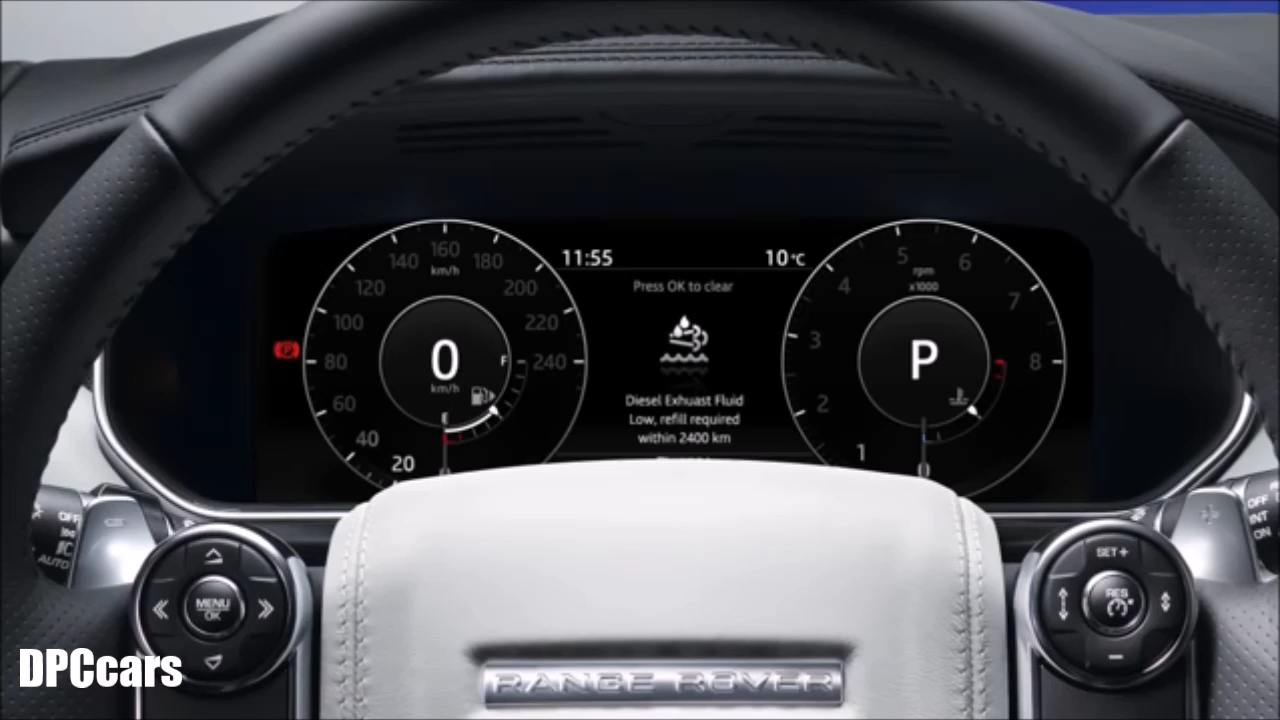 11:55
10°C
Press OK to clear
Diesel Exhuast Fluid
Low, refill required
within 2400 km
160
140
180
km/h
120
200
100
220
80
240
60
40
20
0
km/h
F
E
P
5
6
rpm
x1000
4
7
3
8
P
2
1
0
OFF
AUTO
OFF
INT
ON
MENU
OK
SET+
RES
RANGE ROVER
DPCcars